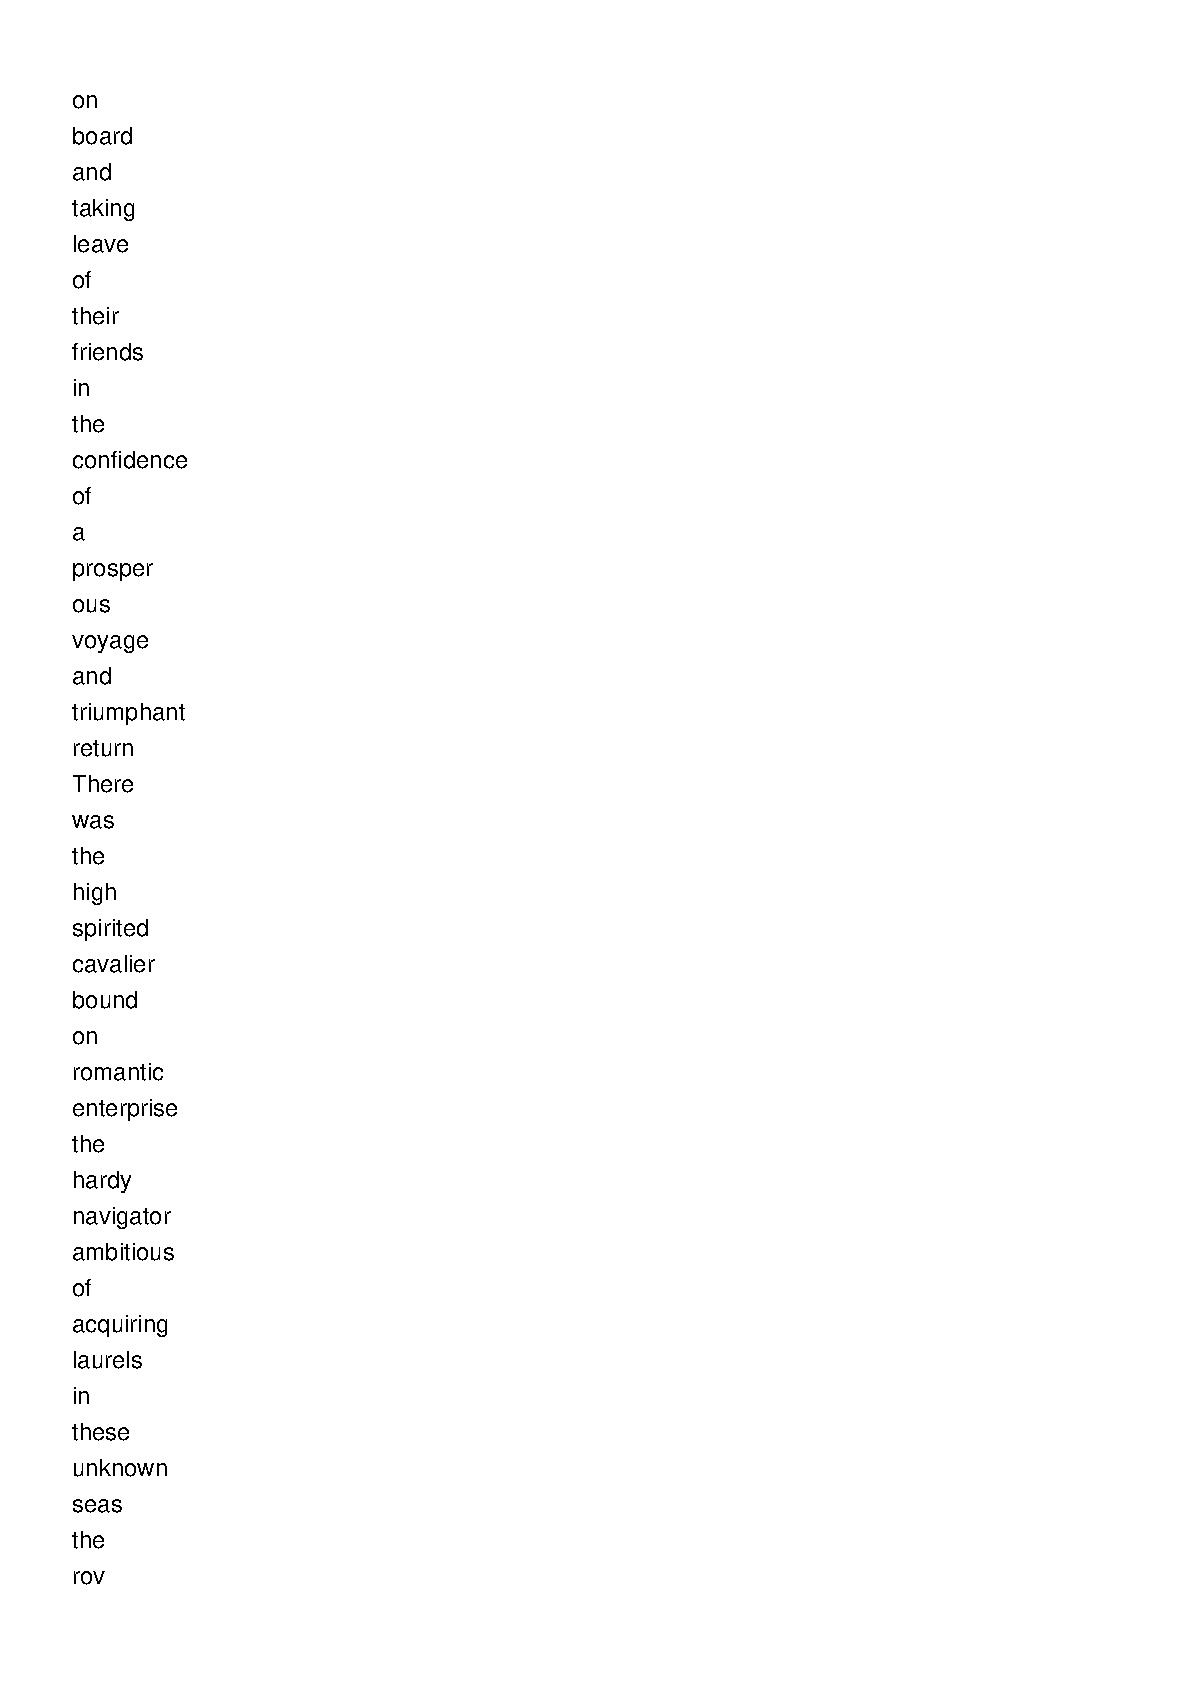 on
board
and
taking
leave
of
their
friends
in
the
confidence
of
a
prosper
ous
voyage
and
triumphant
return
There
was
the
high
spirited
cavalier
bound
on
romantic
enterprise
the
hardy
navigator
ambitious
of
acquiring
laurels
in
these
unknown
seas
the
rov